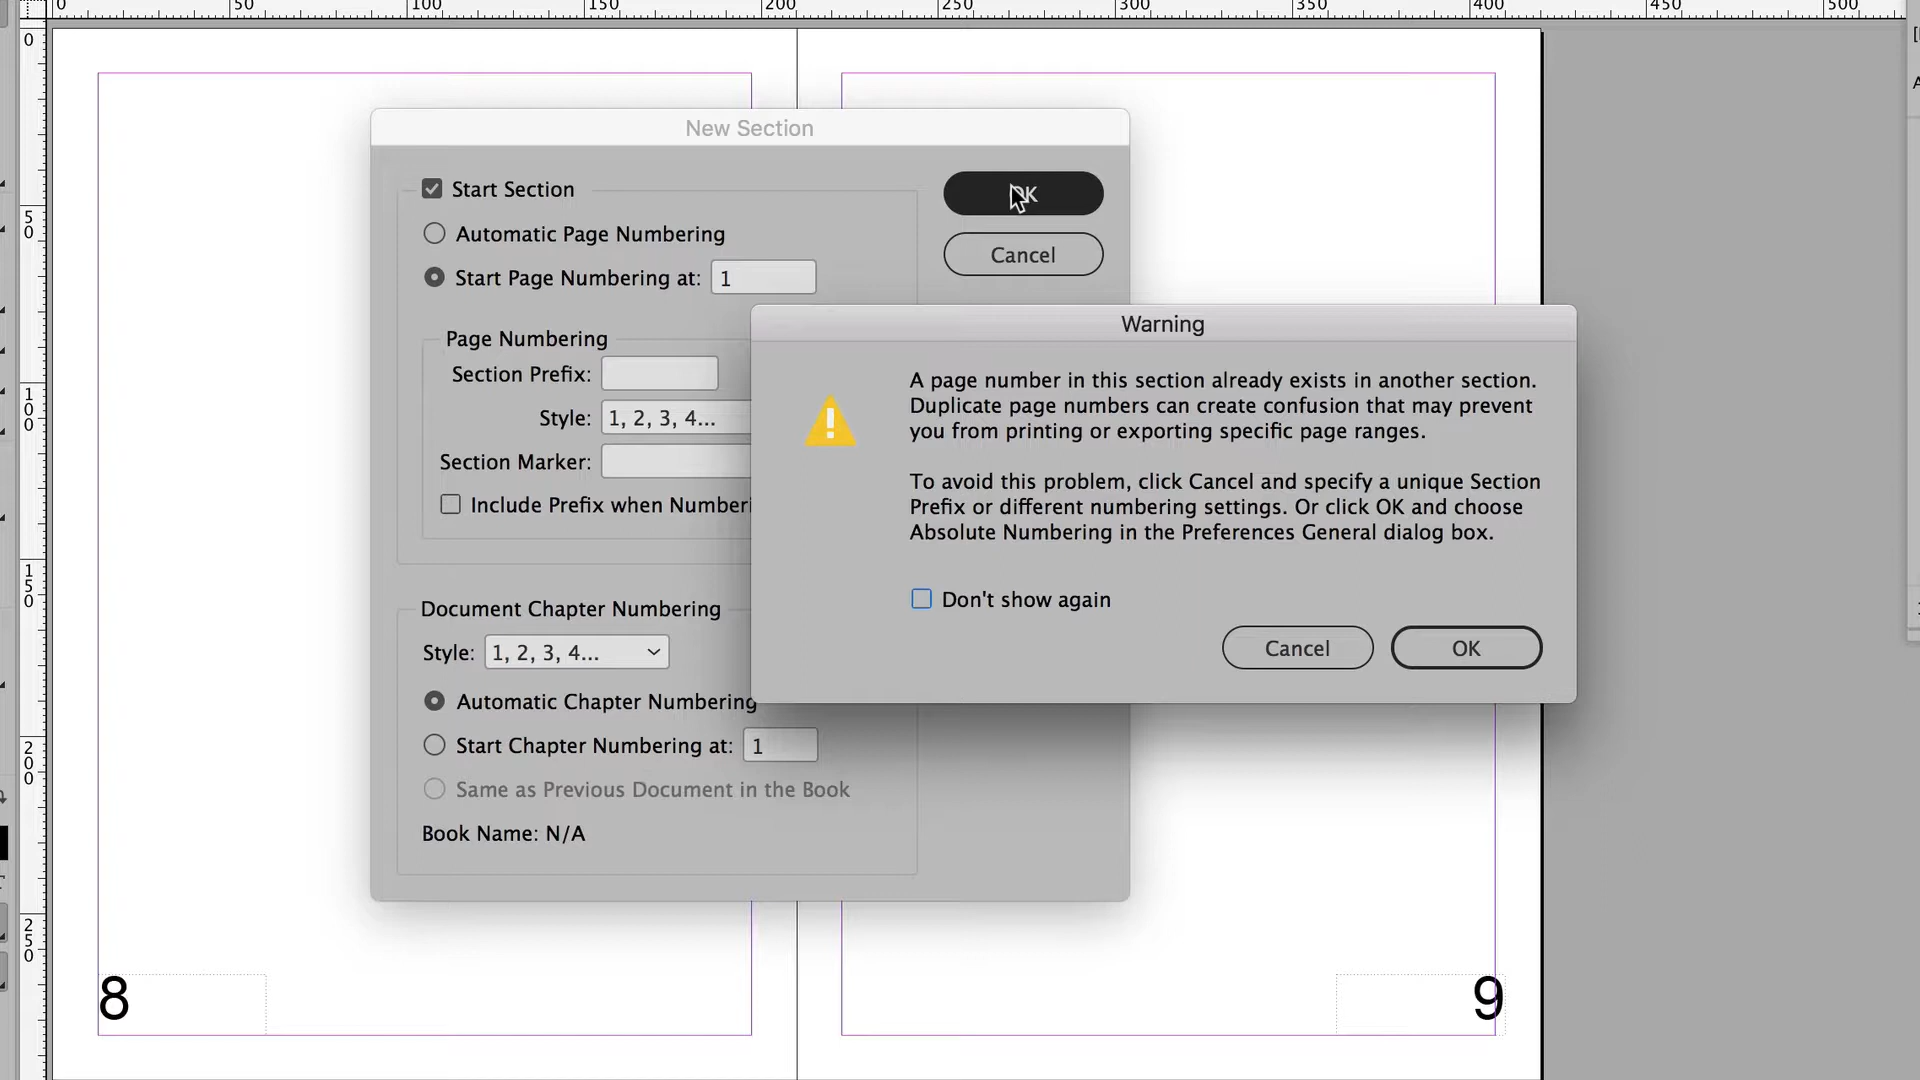 0 50 100 150 200 250 300 350 400 450 500
0
50
100
150
200
250
New Section
Start Section
OK
Automatic Page Numbering
Cancel
Start Page Numbering at: 1
Page Numbering
Section Prefix:
Style: 1, 2, 3, 4...
Section Marker:
Include Prefix when Numberi
Document Chapter Numbering
Style: 1, 2, 3, 4...
Automatic Chapter Numbering
Start Chapter Numbering at: 1
Same as Previous Document in the Book
Book Name: N/A
Warning
A page number in this section already exists in another section.
Duplicate page numbers can create confusion that may prevent
you from printing or exporting specific page ranges.
To avoid this problem, click Cancel and specify a unique Section
Prefix or different numbering settings. Or click OK and choose
Absolute Numbering in the Preferences General dialog box.
Don't show again
Cancel OK
8 9